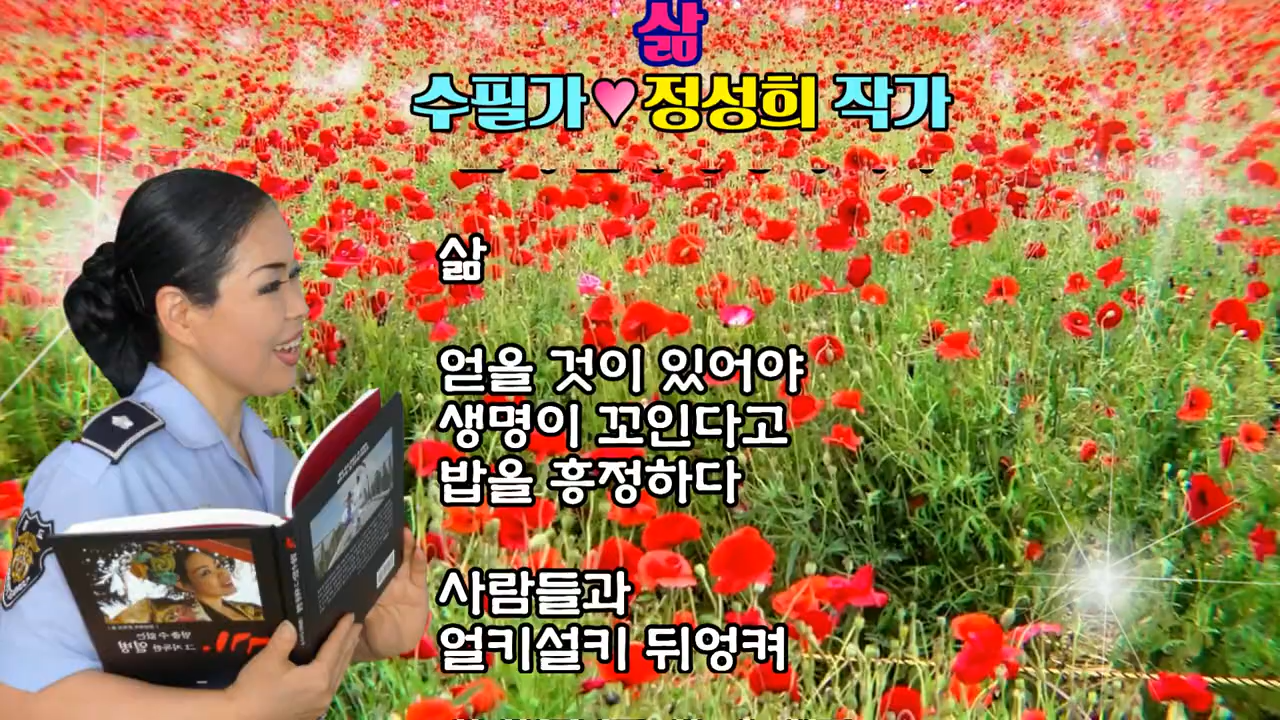 삶
수필가♥정성희 작가
삶
얻을 것이 있어야
생명이 꼬인다고
밥을 흥정하다
사람들과
얼키설키 뒤엉켜